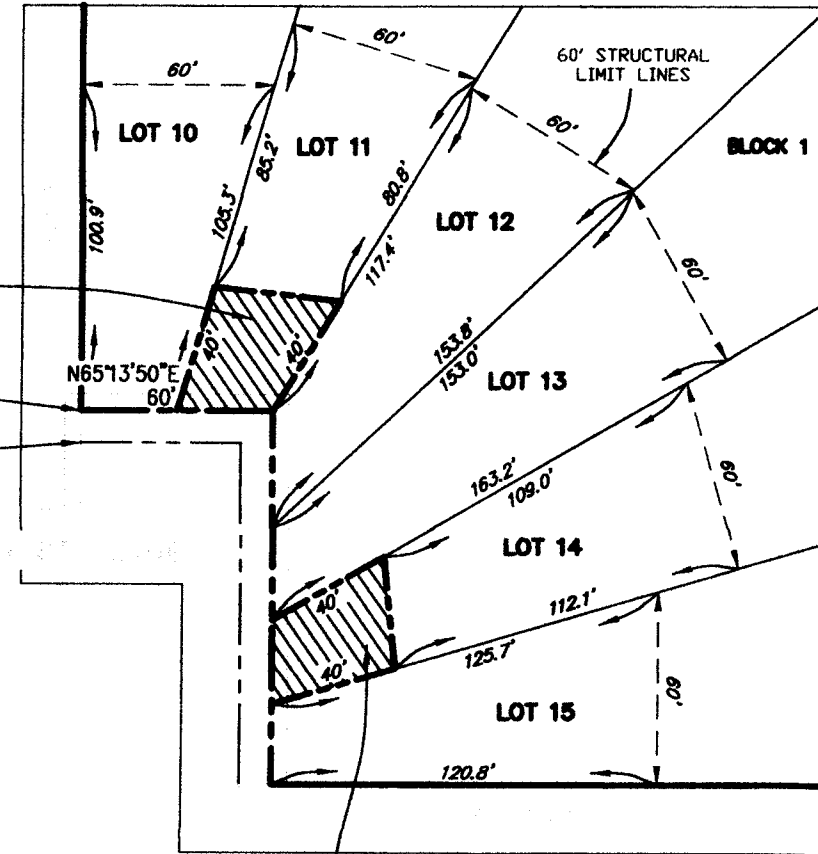 60' STRUCTURAL
LIMIT LINES
60'
60'
LOT 10
LOT 11
BLOCK 1
60'
85.2'
80.8'
105.3'
100.9'
LOT 12
117.4'
60'
40'
40'
153.8'
153.0'
N65°13'50"E
60'
LOT 13
163.2'
109.0'
60'
LOT 14
40'
112.1'
125.7'
40'
60'
LOT 15
120.8'